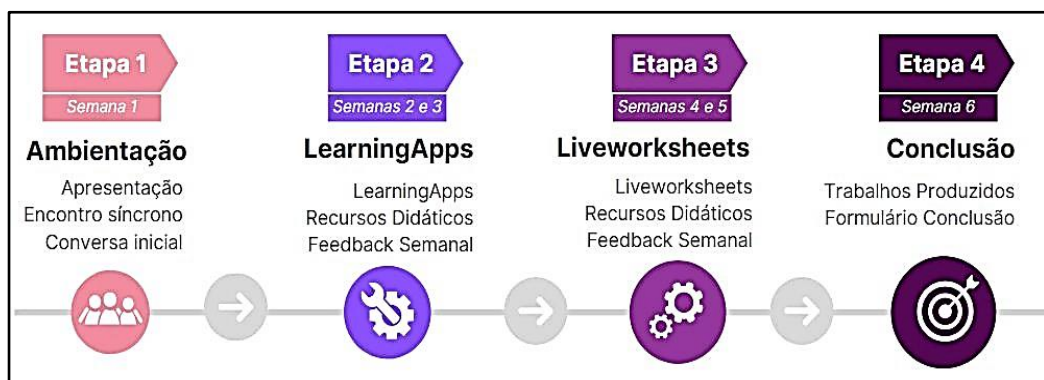 Etapa 1
Semana 1
Ambientação
Apresentação
Encontro síncrono
Conversa inicial
Etapa 2
Semanas 2 e 3
LearningApps
LearningApps
Recursos Didáticos
Feedback Semanal
Etapa 3
Semanas 4 e 5
Liveworksheets
Liveworksheets
Recursos Didáticos
Feedback Semanal
Etapa 4
Semana 6
Conclusão
Trabalhos Produzidos
Formulário Conclusão